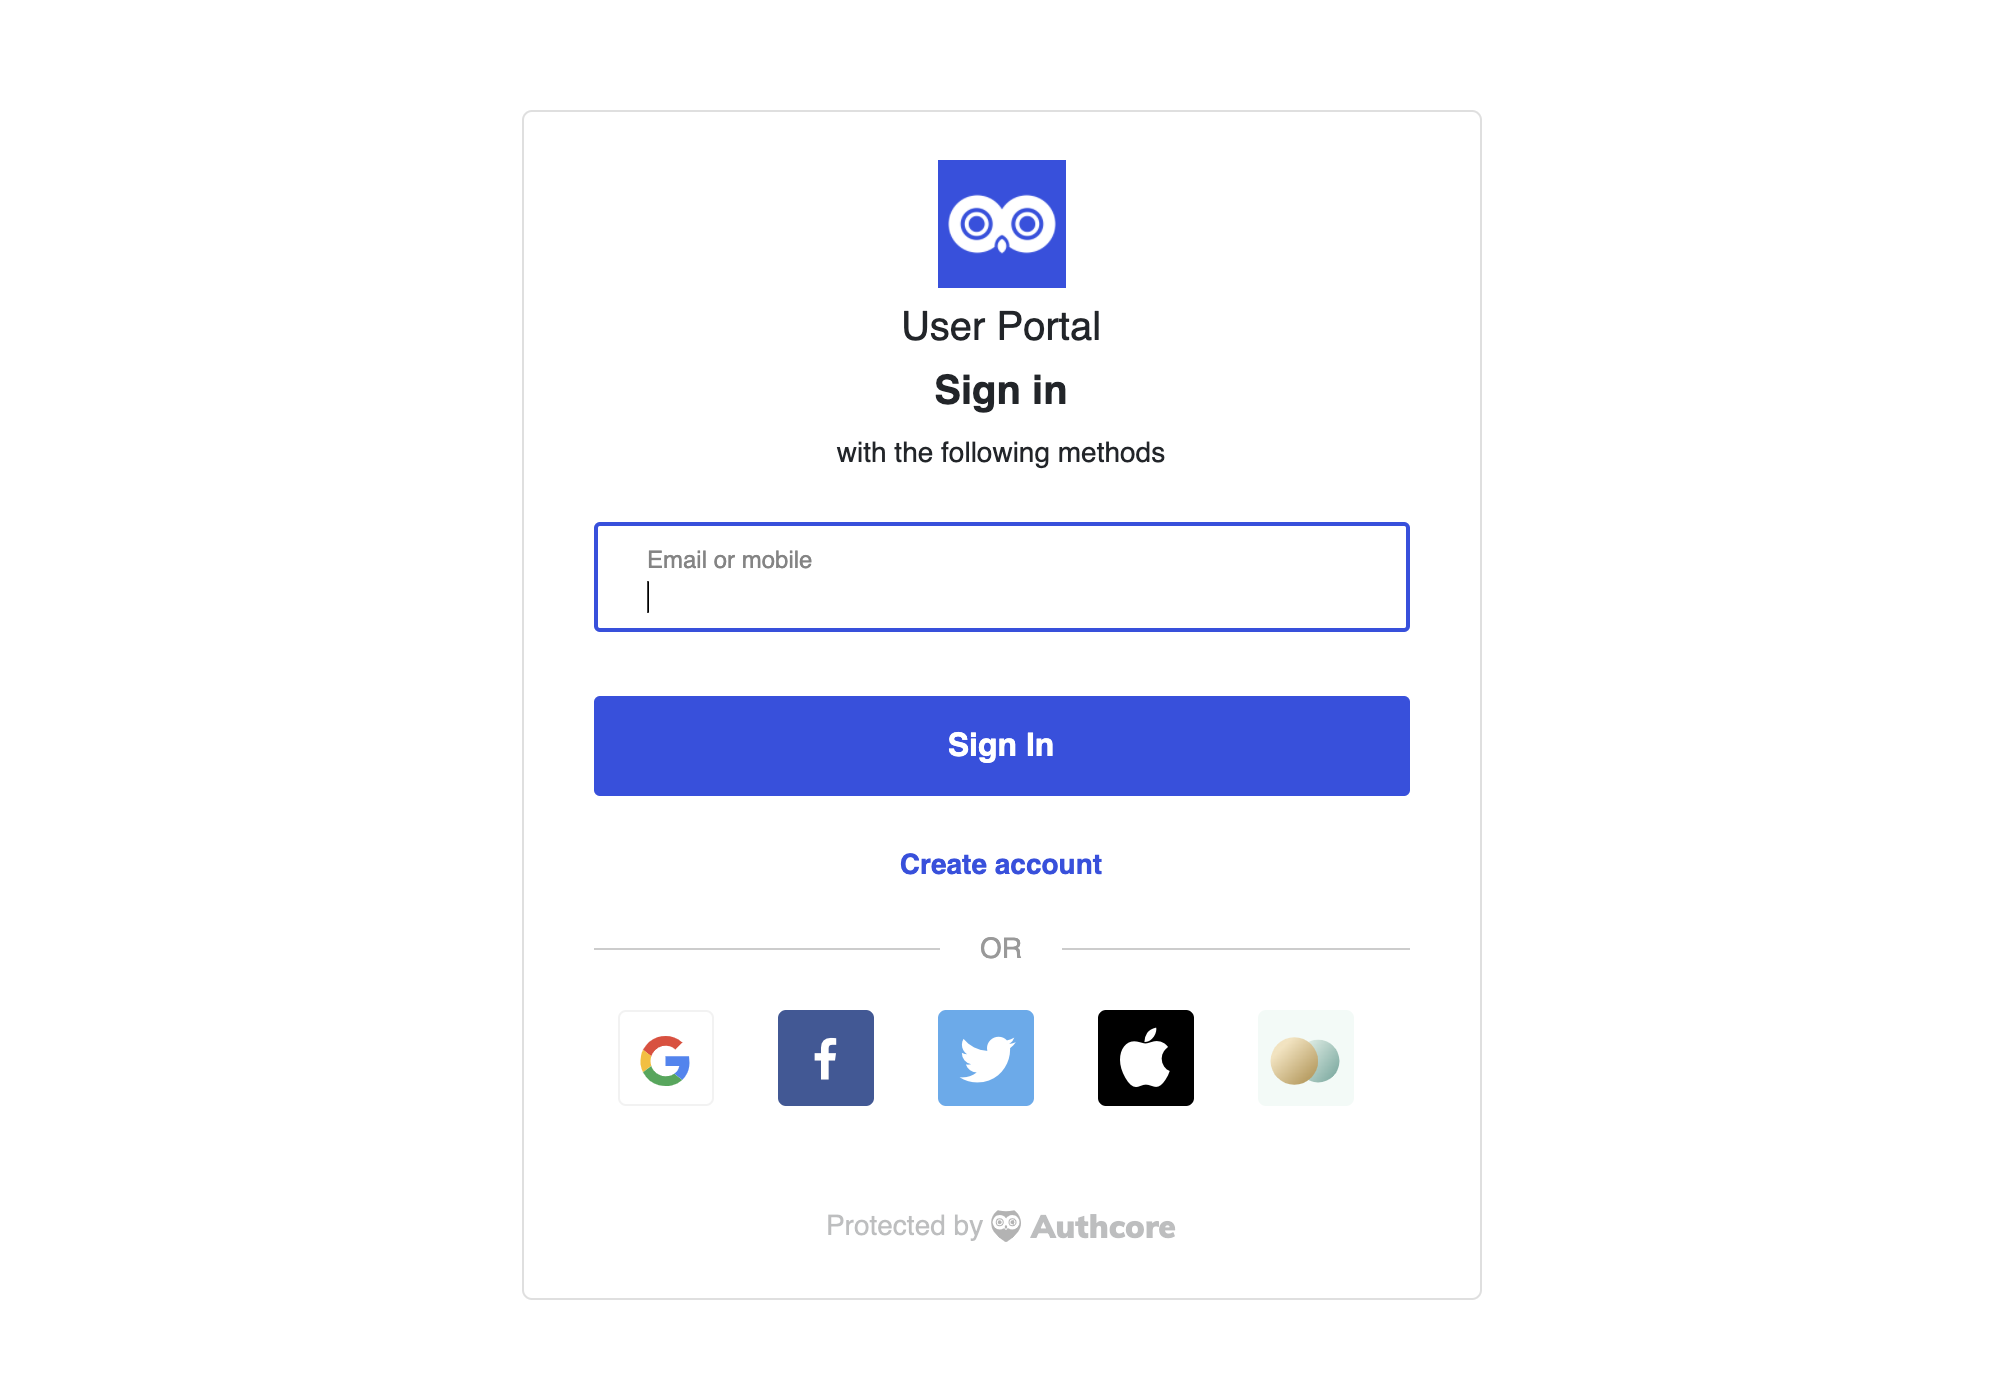 User Portal
Sign in
with the following methods
Email or mobile
Sign In
Create account
OR
Protected by Authcore